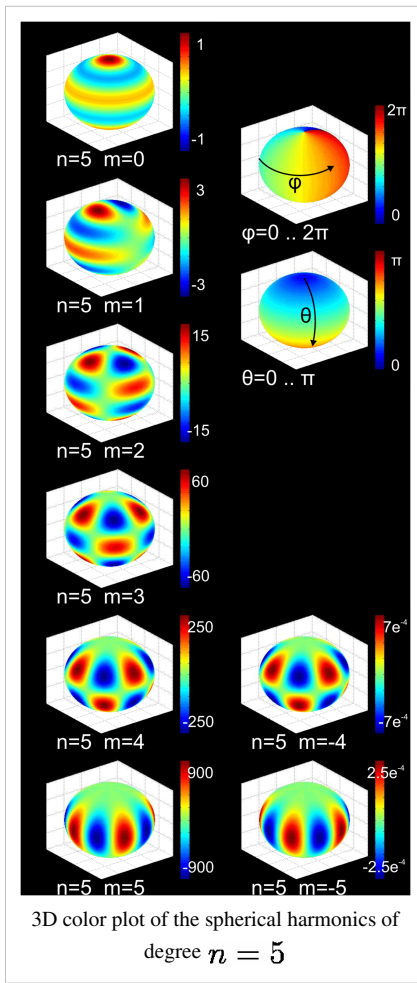 1
-1
n=5 m=0
2π
0
φ
φ=0 .. 2π
3
-3
n=5 m=1
π
0
θ
θ=0 .. π
15
-15
n=5 m=2
60
-60
n=5 m=3
250
-250
n=5 m=4
7e⁻⁴
-7e⁻⁴
n=5 m=-4
900
-900
n=5 m=5
2.5e⁻⁴
-2.5e⁻⁴
n=5 m=-5
3D color plot of the spherical harmonics of
degree n = 5